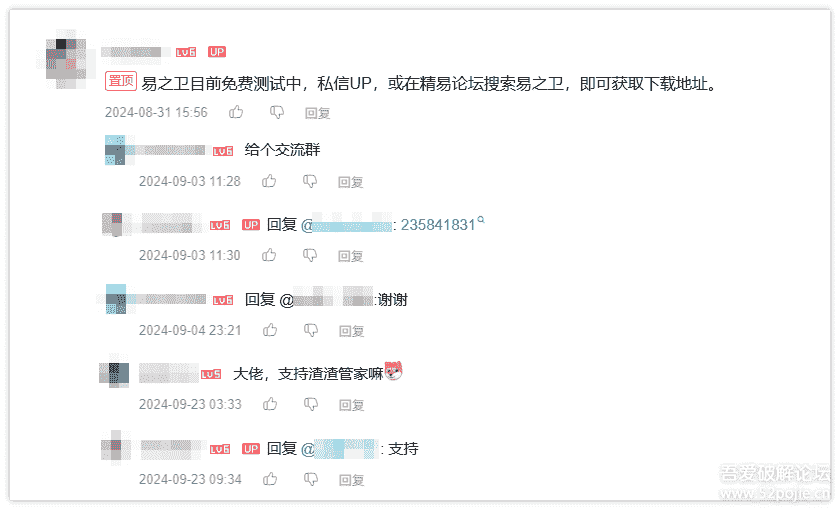 LV6 UP
置顶 易之卫目前免费测试中，私信UP，或在精易论坛搜索易之卫，即可获取下载地址。
2024-08-31 15:56 回复
LV6 给个交流群
2024-09-03 11:28 回复
LV6 UP 回复 @ : 235841831
2024-09-03 11:30 回复
LV6 回复 @ :谢谢
2024-09-04 23:21 回复
LV5 大佬，支持渣渣管家嘛
2024-09-23 03:33 回复
LV6 UP 回复 @ : 支持
2024-09-23 09:34 回复
吾爱破解论坛
www.52pojie.cn